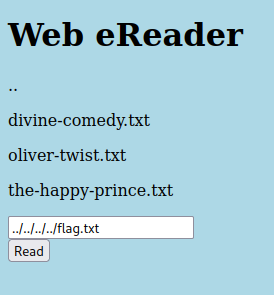 Web eReader
..
divine-comedy.txt
oliver-twist.txt
the-happy-prince.txt
../../../../flag.txt
Read